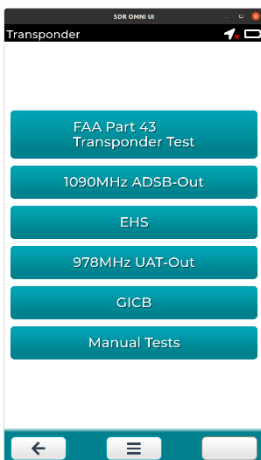 SDR OMNI UI
Transponder
FAA Part 43
Transponder Test
1090MHz ADSB-Out
EHS
978MHz UAT-Out
GICB
Manual Tests